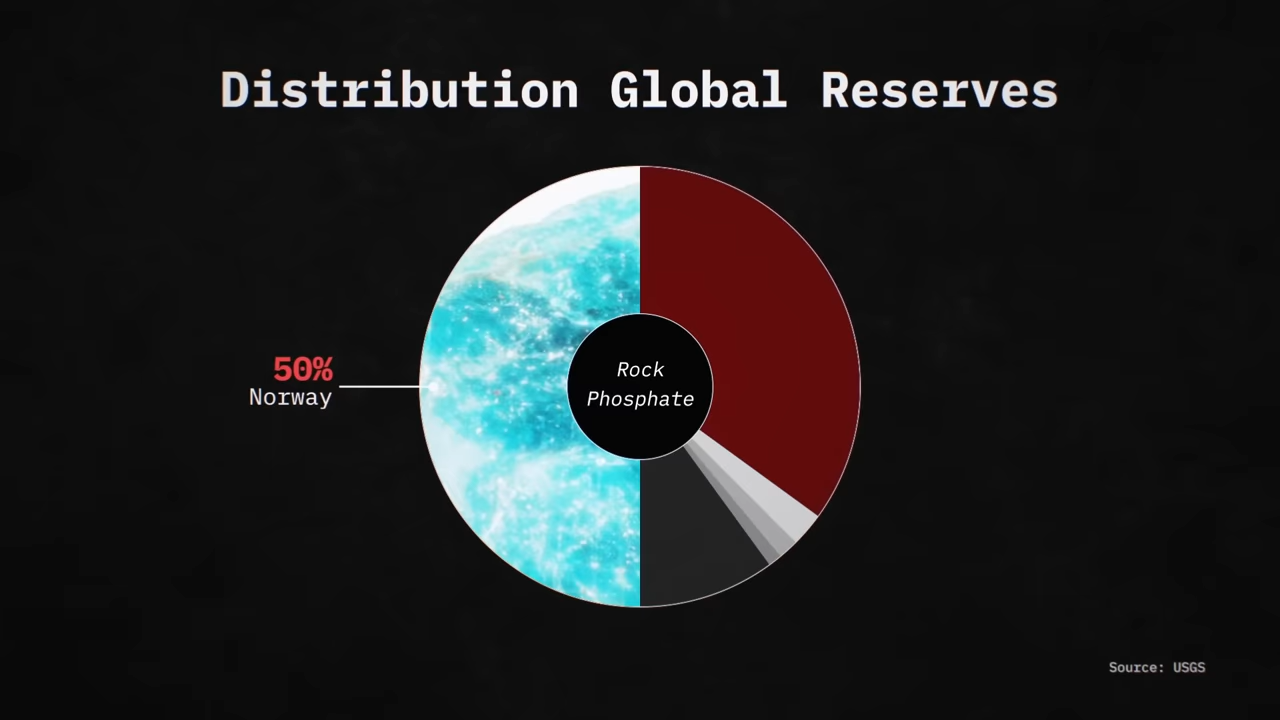 Distribution Global Reserves
50%
Norway
Rock
Phosphate
Source: USGS